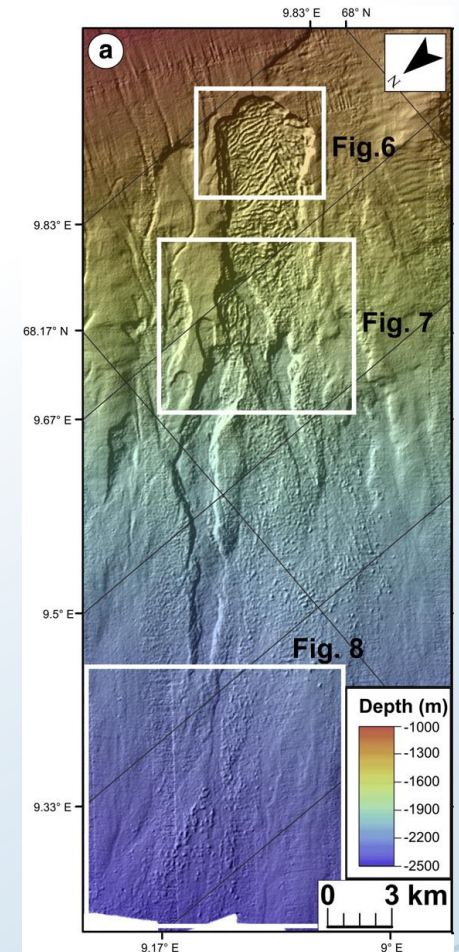 9.83° E 68° N
a
N
Fig.6
9.83° E
Fig. 7
68.17° N
9.67° E
9.5° E
Fig. 8
Depth (m)
-1000
-1300
-1600
-1900
-2200
-2500
9.33° E
0 3 km
9.17° E 9° E